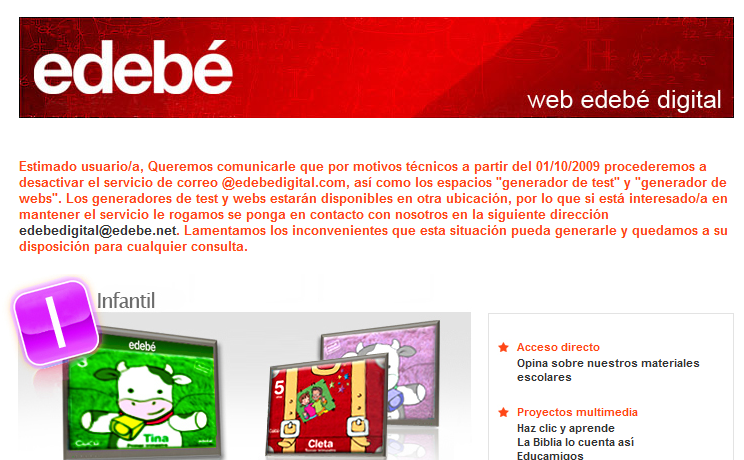 edebé
web edebé digital
Estimado usuario/a, Queremos comunicarle que por motivos técnicos a partir del 01/10/2009 procederemos a
desactivar el servicio de correo @edebedigital.com, así como los espacios "generador de test" y "generador de
webs". Los generadores de test y webs estarán disponibles en otra ubicación, por lo que si está interesado/a en
mantener el servicio le rogamos se ponga en contacto con nosotros en la siguiente dirección
edebedigital@edebe.net. Lamentamos los inconvenientes que esta situación pueda generarle y quedamos a su
disposición para cualquier consulta.
I
Infantil
edebé
Tina
CuCú
5
Cleta
Acceso directo
Opina sobre nuestros materiales
escolares
Proyectos multimedia
Haz clic y aprende
La Biblia lo cuenta así
Educamigos